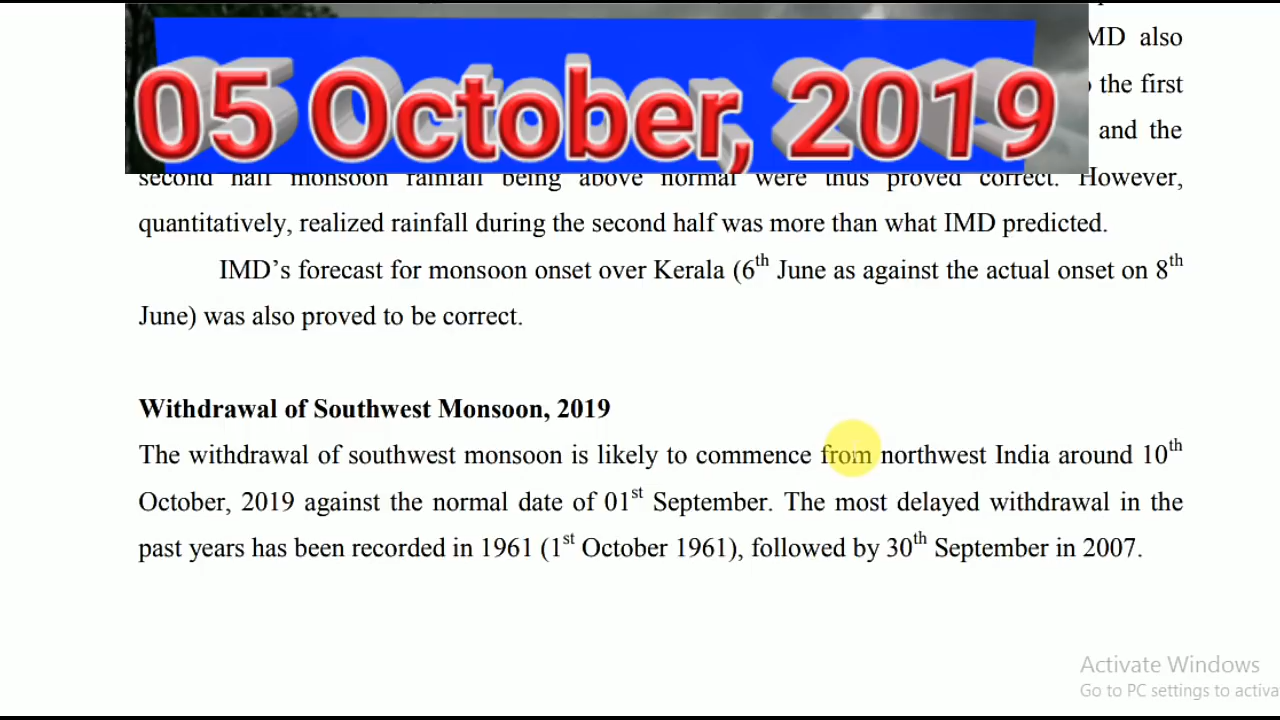 05 October, 2019
MD also
the first
and the
second half monsoon rainfall being above normal were thus proved correct. However,
quantitatively, realized rainfall during the second half was more than what IMD predicted.
IMD’s forecast for monsoon onset over Kerala (6th June as against the actual onset on 8th
June) was also proved to be correct.
Withdrawal of Southwest Monsoon, 2019
The withdrawal of southwest monsoon is likely to commence from northwest India around 10th
October, 2019 against the normal date of 01st September. The most delayed withdrawal in the
past years has been recorded in 1961 (1st October 1961), followed by 30th September in 2007.
Activate Windows
Go to PC settings to activa